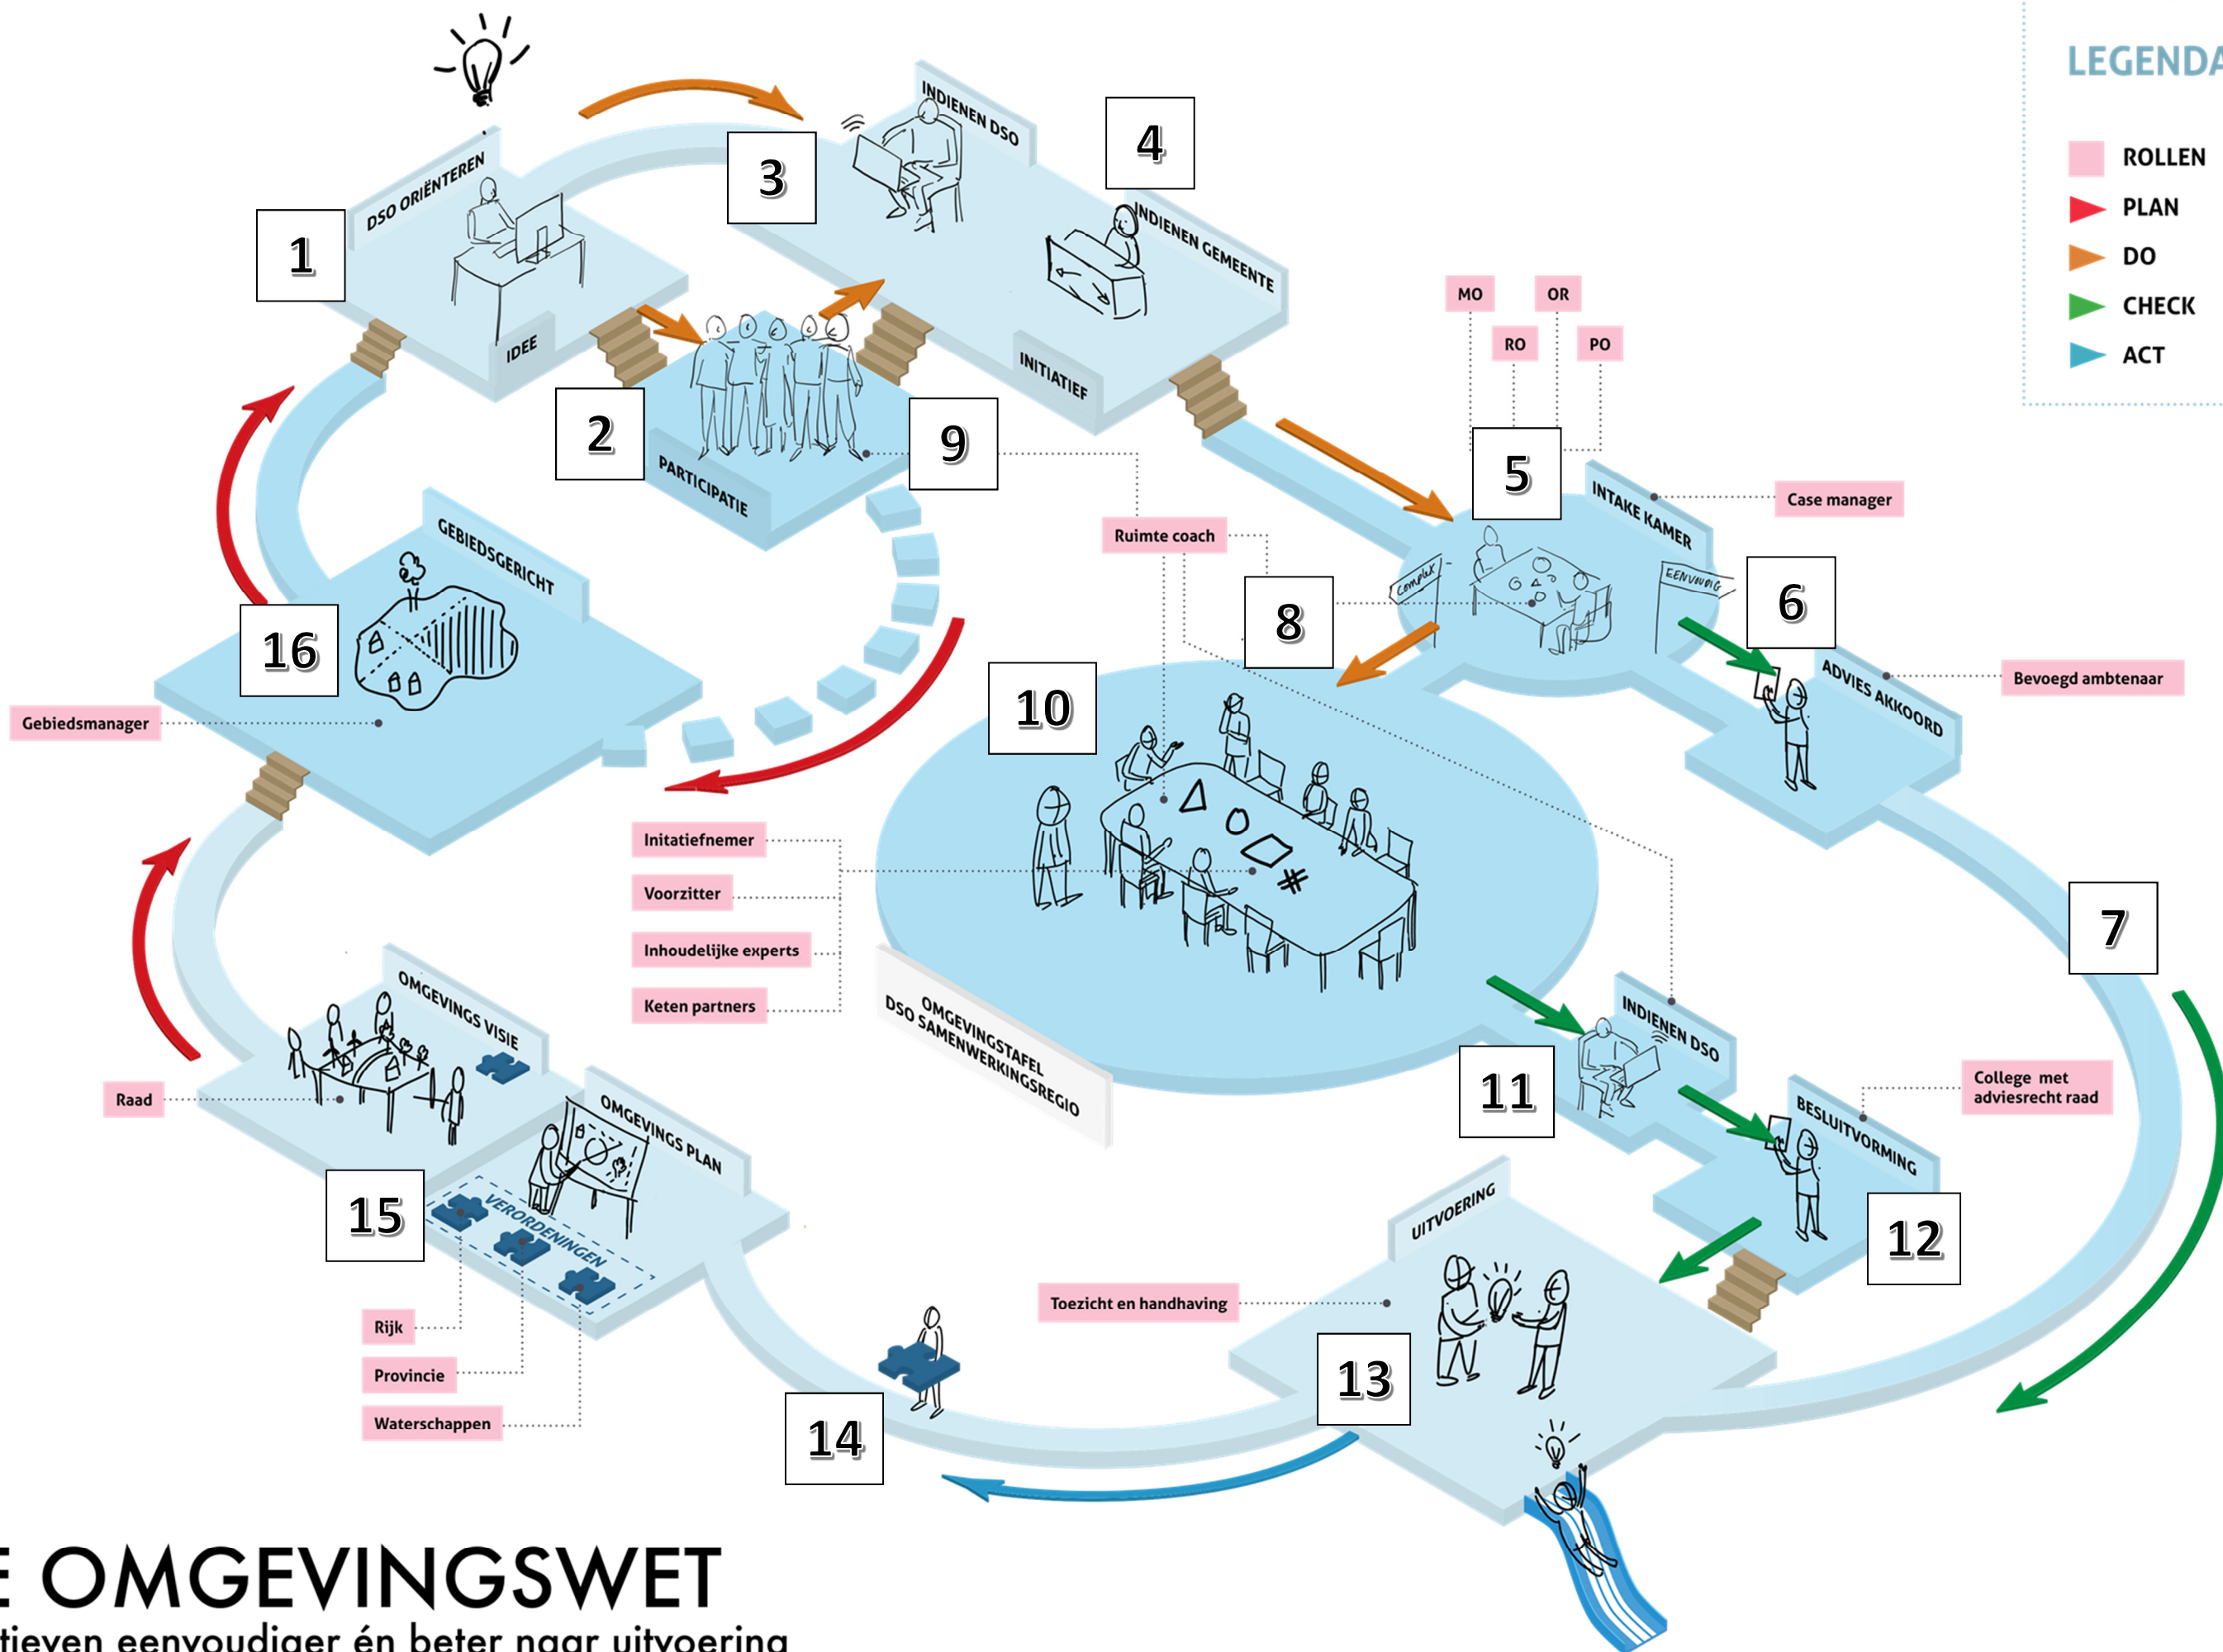 LEGENDA
ROLLEN
PLAN
DO
CHECK
ACT
INDIENEN DSO
4
3
DSO ORIËNTEREN
1
INDIENEN GEMEENTE
IDEE
INITIATIEF
MO
OR
RO
PO
2
9
PARTICIPATIE
5
INTAKE KAMER
Case manager
GEBIEDSGERICHT
Ruimte coach
COMPLEX
EENVOUDIG
6
8
16
10
ADVIES AKKOORD
Bevoegd ambtenaar
Gebiedsmanager
Initatiefnemer
Voorzitter
Inhoudelijke experts
Keten partners
7
OMGEVINGSTAFEL
DSO SAMENWERKINGSREGIO
OMGEVINGS VISIE
INDIENEN DSO
11
Raad
OMGEVINGS PLAN
College met
adviesrecht raad
BESLUITVORMING
12
15
VERORDENINGEN
UITVOERING
Rijk
Provincie
Waterschappen
Toezicht en handhaving
13
14
E OMGEVINGSWET
tieven eenvoudiger én beter naar uitvoering